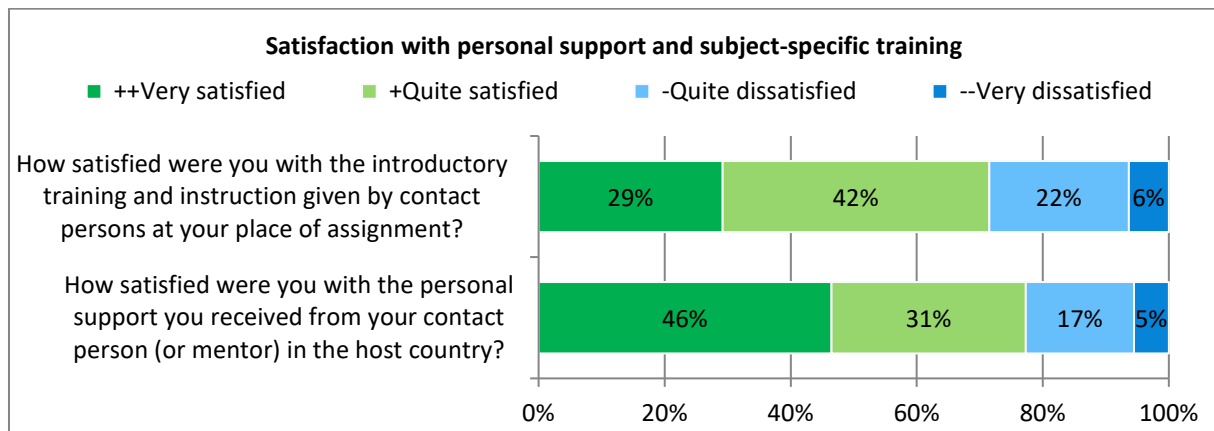 Satisfaction with personal support and subject-specific training
++Very satisfied +Quite satisfied -Quite dissatisfied --Very dissatisfied
How satisfied were you with the introductory
training and instruction given by contact
persons at your place of assignment?
29% 42% 22% 6%
How satisfied were you with the personal
support you received from your contact
person (or mentor) in the host country?
46% 31% 17% 5%
0% 20% 40% 60% 80% 100%